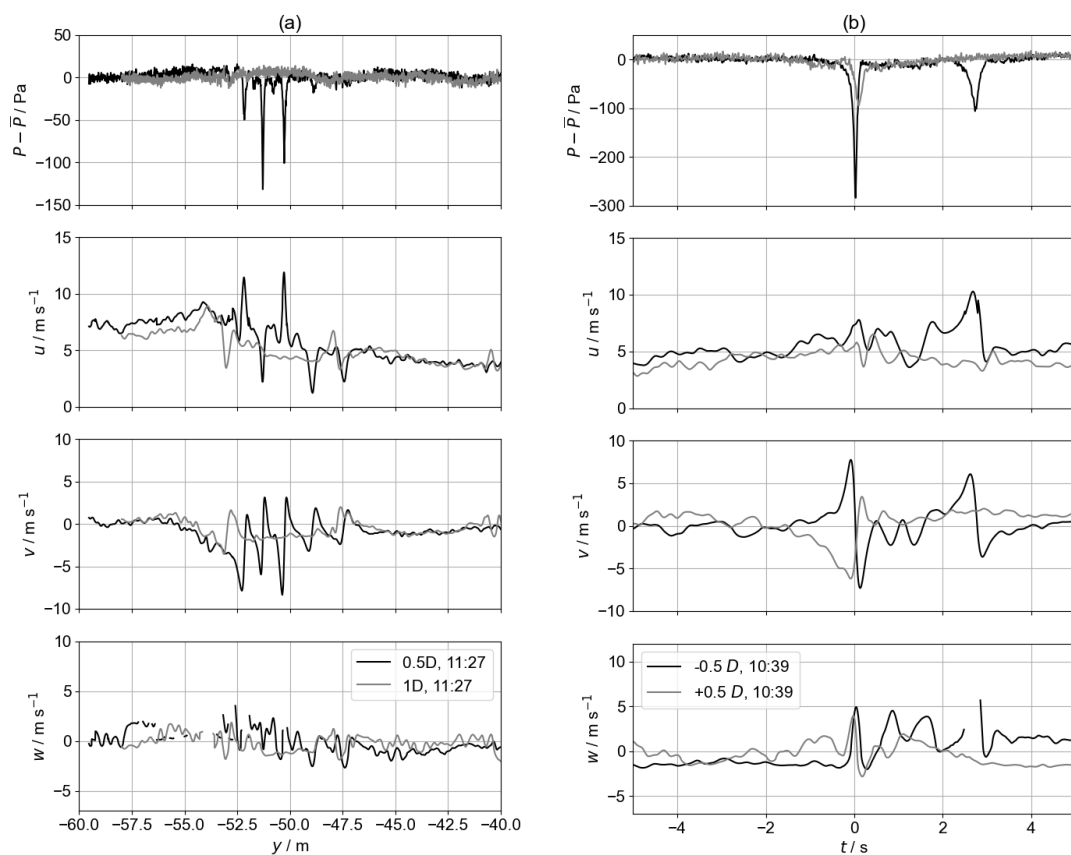 (a)
50
0
−50
−100
−150
P − P̅ / Pa
15
10
5
0
u / m s⁻¹
10
5
0
−5
−10
v / m s⁻¹
10
5
0
−5
w / m s⁻¹
0.5D, 11:27
1D, 11:27
−60.0 −57.5 −55.0 −52.5 −50.0 −47.5 −45.0 −42.5 −40.0
y / m
(b)
0
−100
−200
−300
P − P̅ / Pa
15
10
5
0
u / m s⁻¹
10
5
0
−5
−10
v / m s⁻¹
10
5
0
−5
w / m s⁻¹
-0.5 D, 10:39
+0.5 D, 10:39
−4 −2 0 2 4
t / s